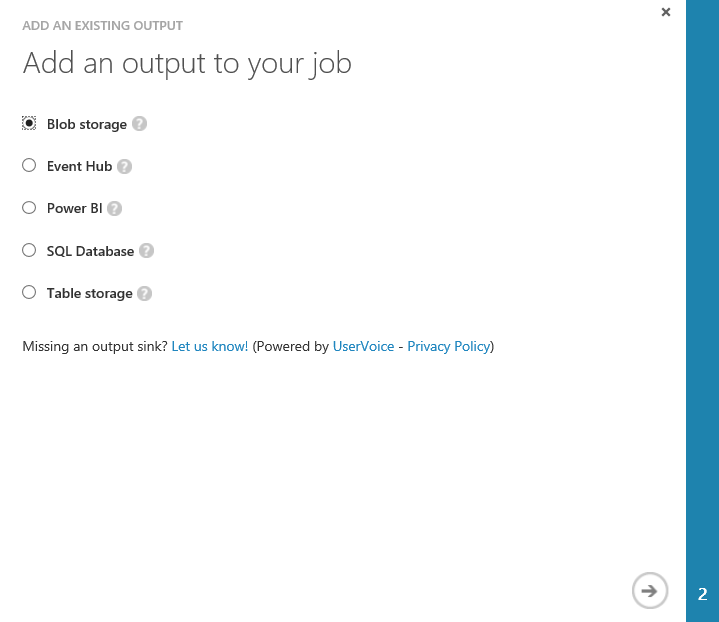 ADD AN EXISTING OUTPUT
Add an output to your job
Blob storage ?
Event Hub ?
Power BI ?
SQL Database ?
Table storage ?
Missing an output sink? Let us know! (Powered by UserVoice - Privacy Policy)
2